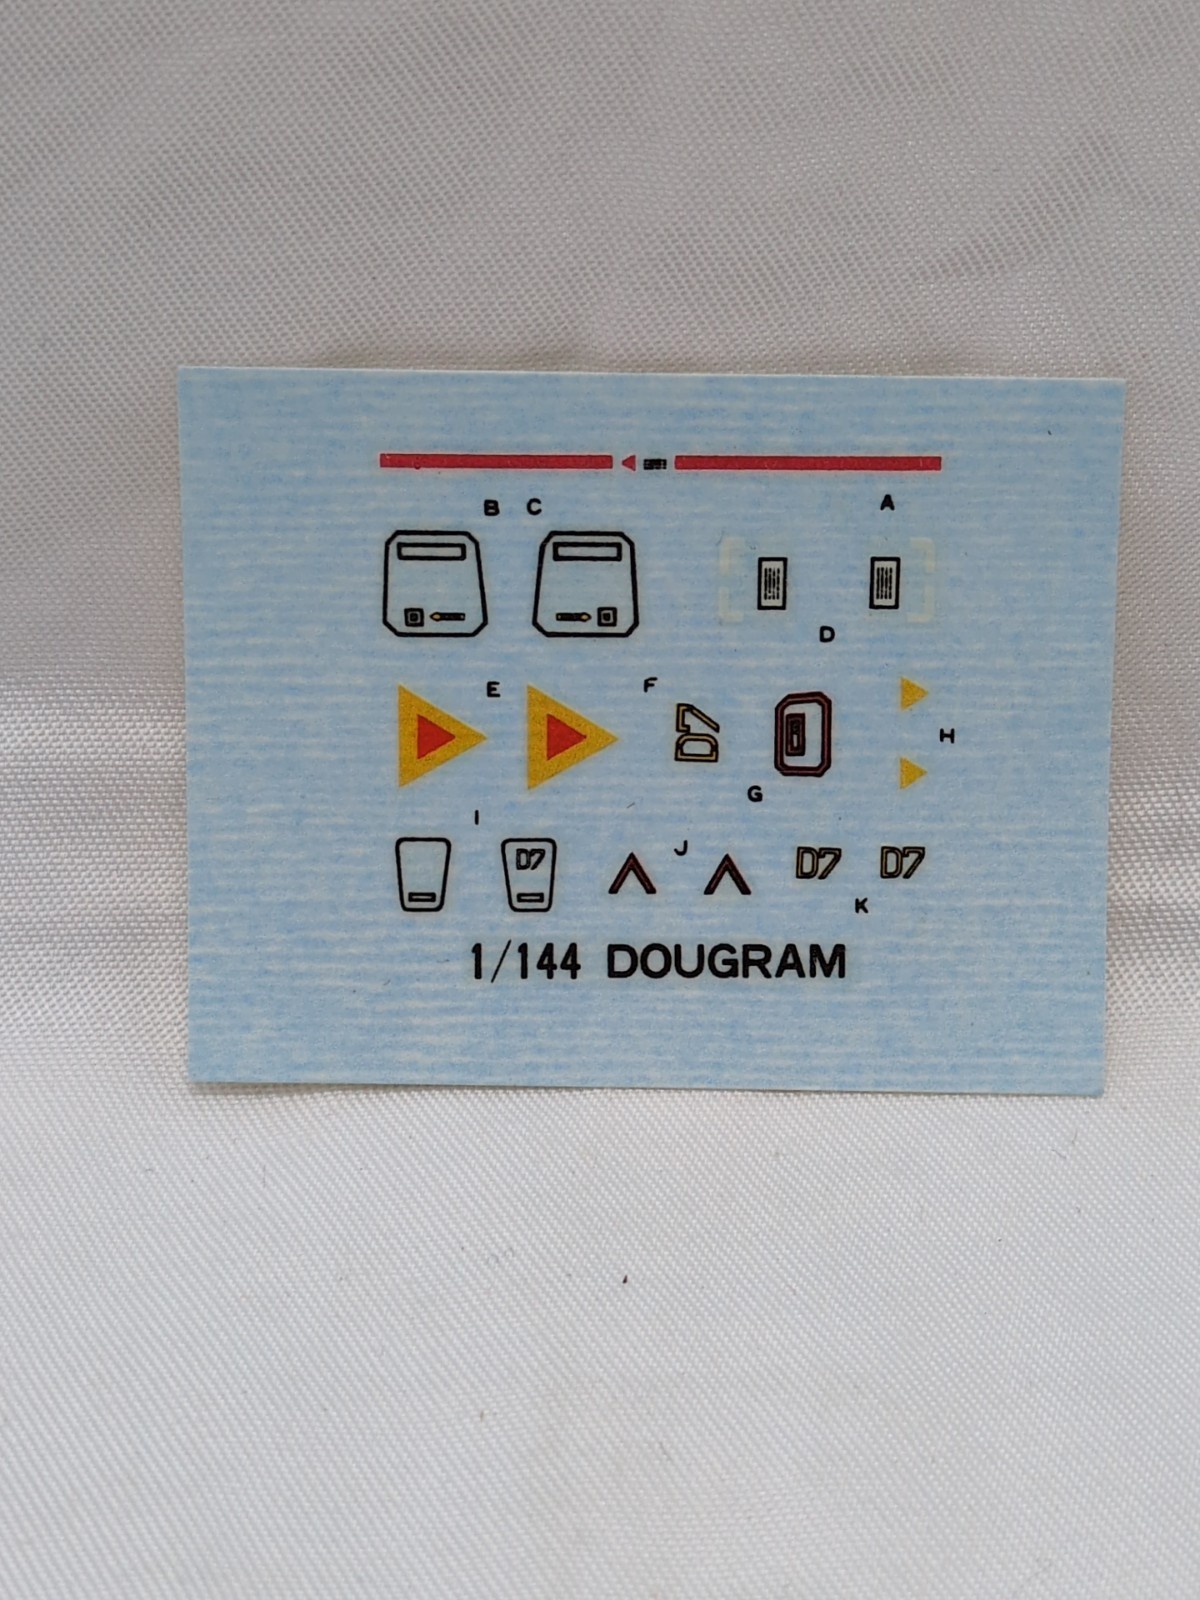 B C A
D
E F D7 H
G
I
D7 J D7 D7
K
1/144 DOUGRAM